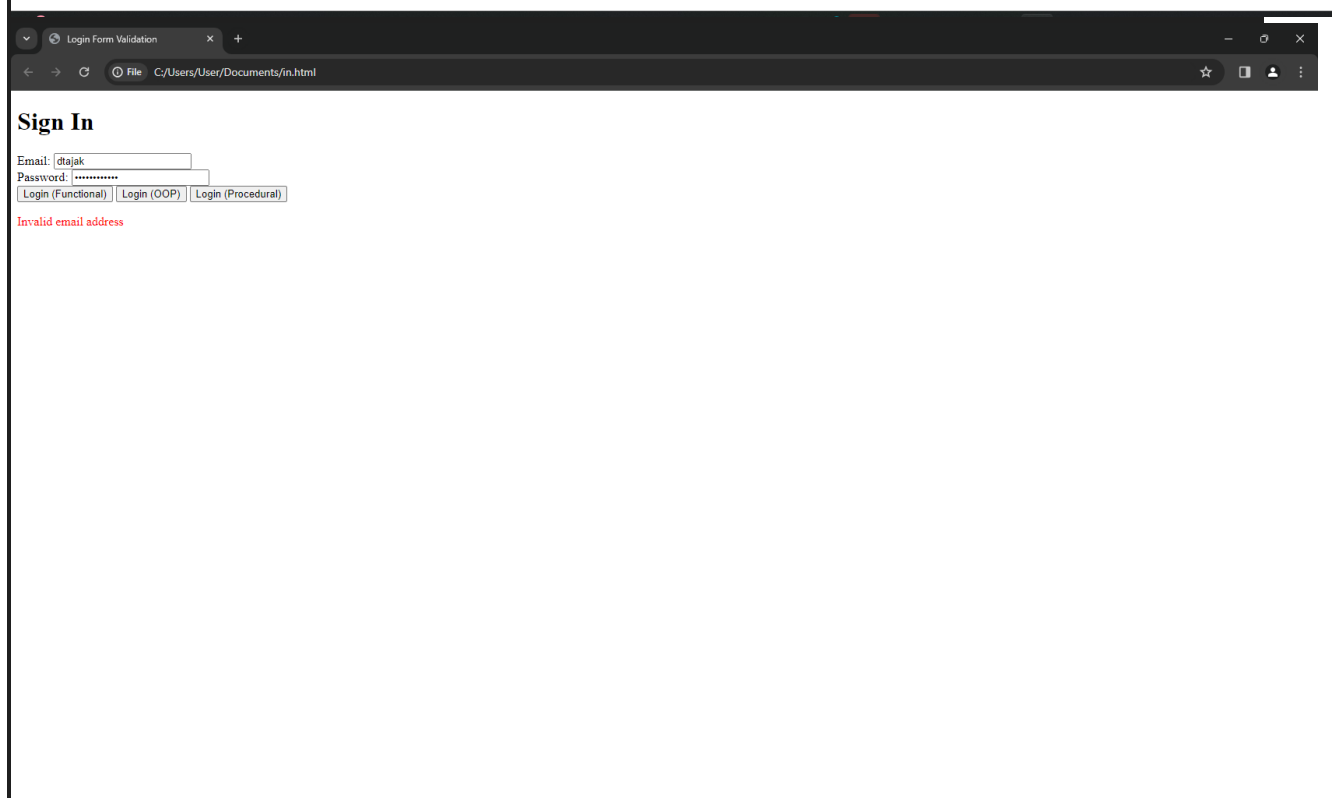 Login Form Validation
File C:/Users/User/Documents/in.html
Sign In
Email: dtajak
Password: ••••••••••••
Login (Functional) Login (OOP) Login (Procedural)
Invalid email address